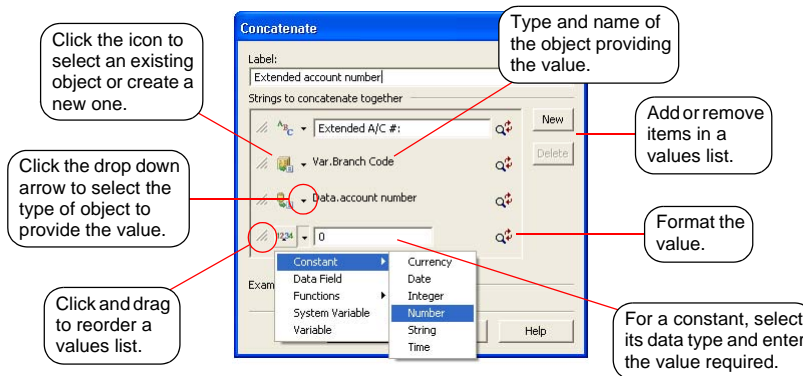 Click the icon to
select an existing
object or create a
new one.
Type and name of
the object providing
the value.
Concatenate
Label:
Extended account number
Strings to concatenate together
ABC
Extended A/C #:
New
Add or remove
items in a
values list.
Var.Branch Code
Delete
Click the drop down
arrow to select the
type of object to
provide the value.
Data.account number
1234
0
Format the
value.
Click and drag
to reorder a
values list.
Exam
Constant
Data Field
Functions
System Variable
Variable
Currency
Date
Integer
Number
String
Time
Help
For a constant, select
its data type and enter
the value required.